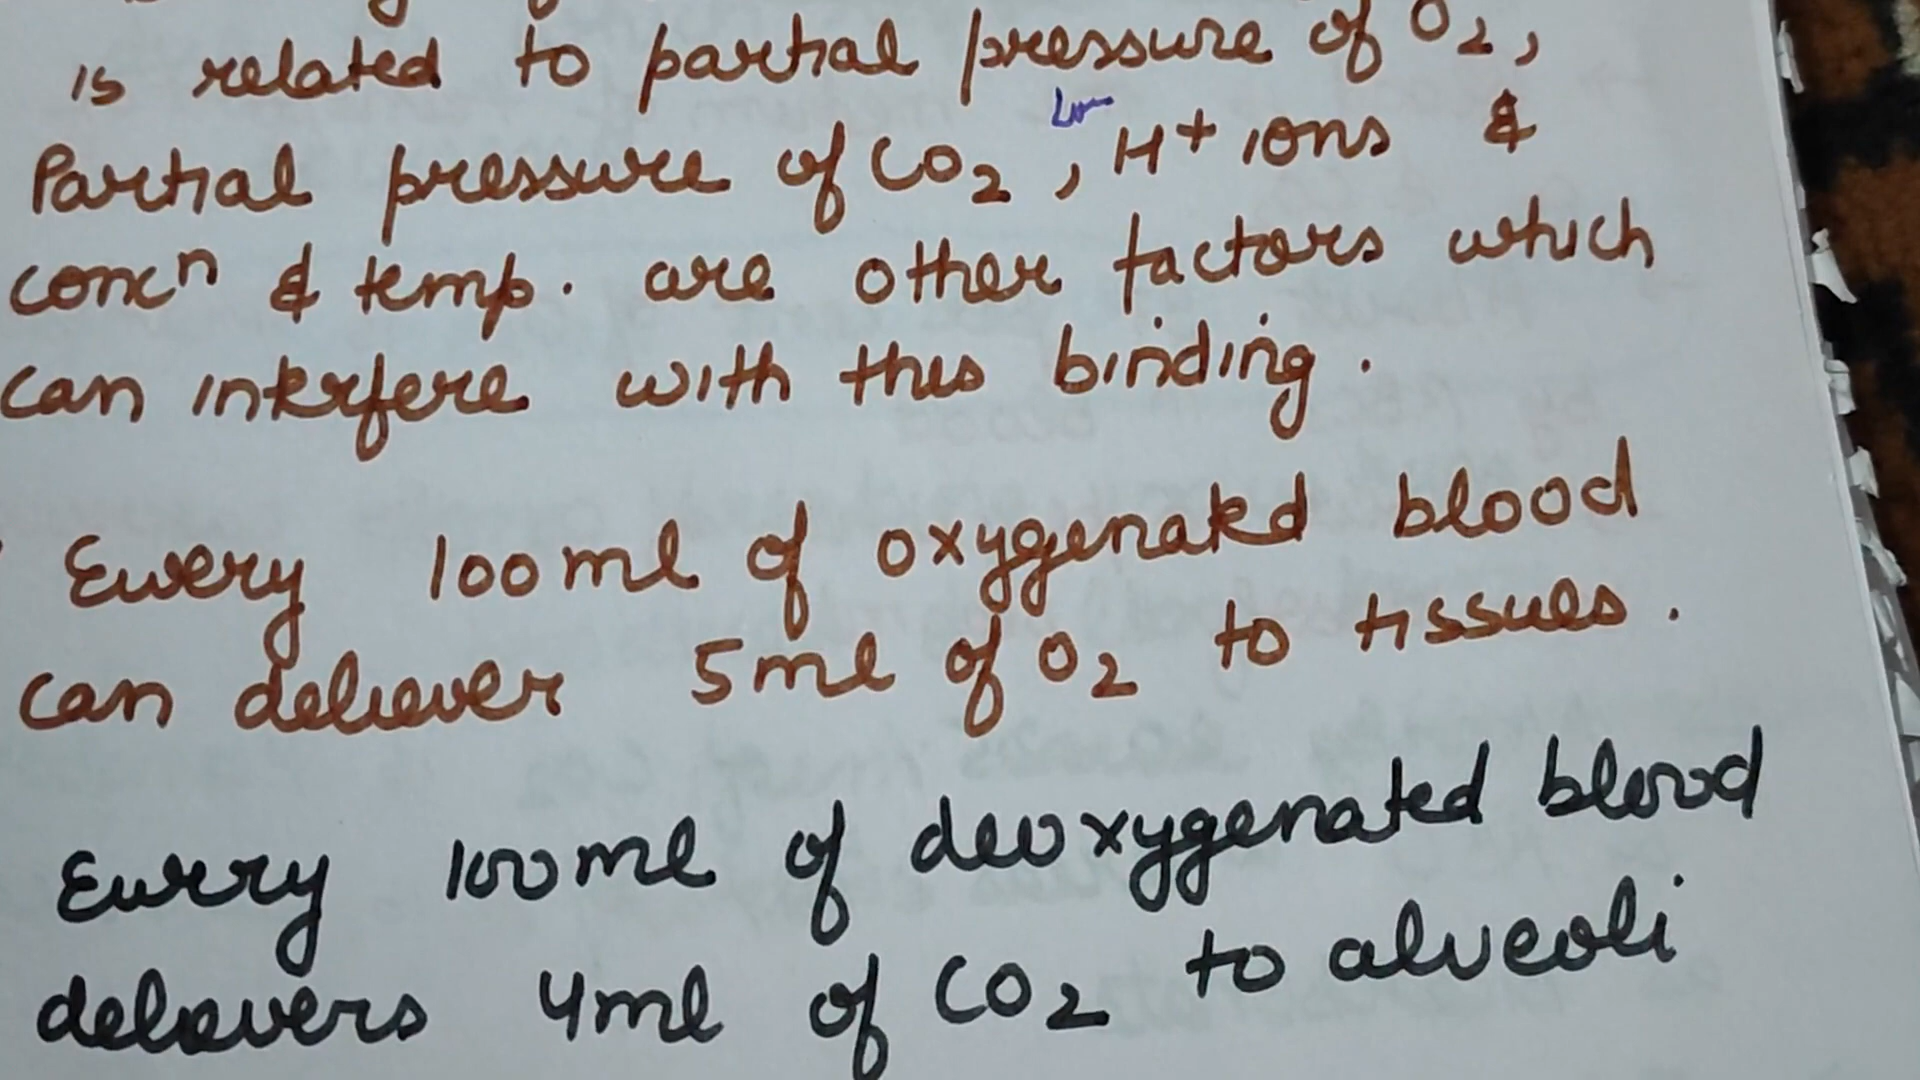 is related to partial pressure of O2,
Partial pressure of CO2, H+ ions &
concn & temp. are other factors which
can interfere with this binding.
Every 100ml of oxygenated blood
can deliever 5ml of O2 to tissues.
Every 100ml of deoxygenated blood
delivers 4ml of CO2 to alveoli